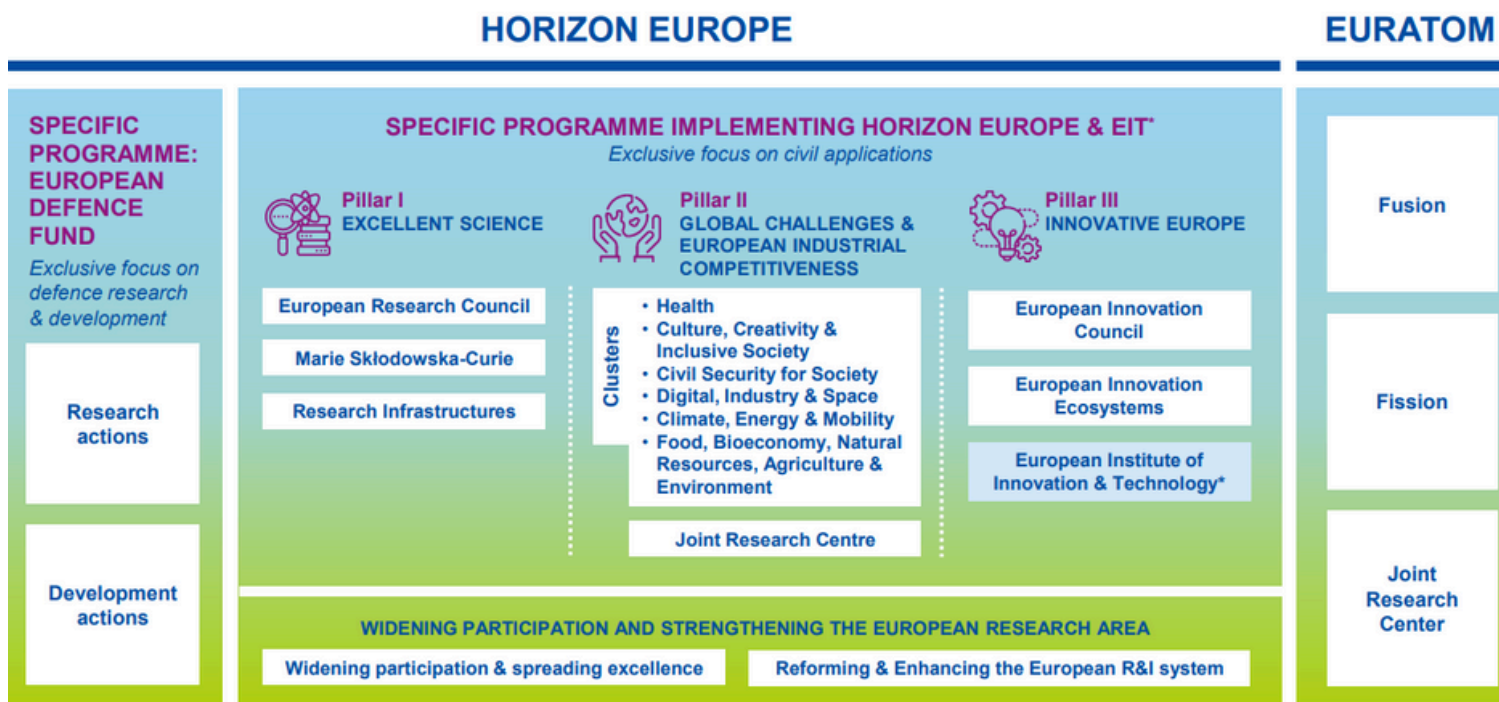 HORIZON EUROPE
EURATOM
SPECIFIC
PROGRAMME:
EUROPEAN
DEFENCE
FUND
Exclusive focus on
defence research
& development
Research
actions
Development
actions
SPECIFIC PROGRAMME IMPLEMENTING HORIZON EUROPE & EIT*
Exclusive focus on civil applications
Pillar I
EXCELLENT SCIENCE
European Research Council
Marie Skłodowska-Curie
Research Infrastructures
Pillar II
GLOBAL CHALLENGES &
EUROPEAN INDUSTRIAL
COMPETITIVENESS
Clusters
• Health
• Culture, Creativity &
Inclusive Society
• Civil Security for Society
• Digital, Industry & Space
• Climate, Energy & Mobility
• Food, Bioeconomy, Natural
Resources, Agriculture &
Environment
Joint Research Centre
Pillar III
INNOVATIVE EUROPE
European Innovation
Council
European Innovation
Ecosystems
European Institute of
Innovation & Technology*
WIDENING PARTICIPATION AND STRENGTHENING THE EUROPEAN RESEARCH AREA
Widening participation & spreading excellence
Reforming & Enhancing the European R&I system
Fusion
Fission
Joint
Research
Center